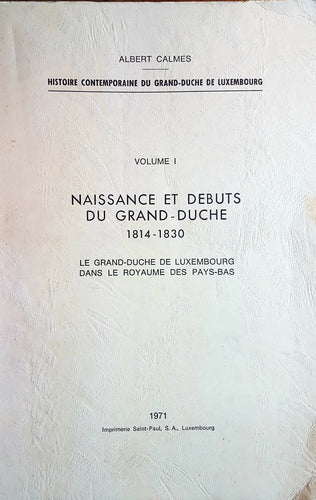 ALBERT CALMES
HISTOIRE CONTEMPORAINE DU GRAND-DUCHE DE LUXEMBOURG
VOLUME I
NAISSANCE ET DEBUTS
DU GRAND-DUCHE
1814-1830
LE GRAND-DUCHE DE LUXEMBOURG
DANS LE ROYAUME DES PAYS-BAS
1971
Imprimerie Saint-Paul, S. A., Luxembourg